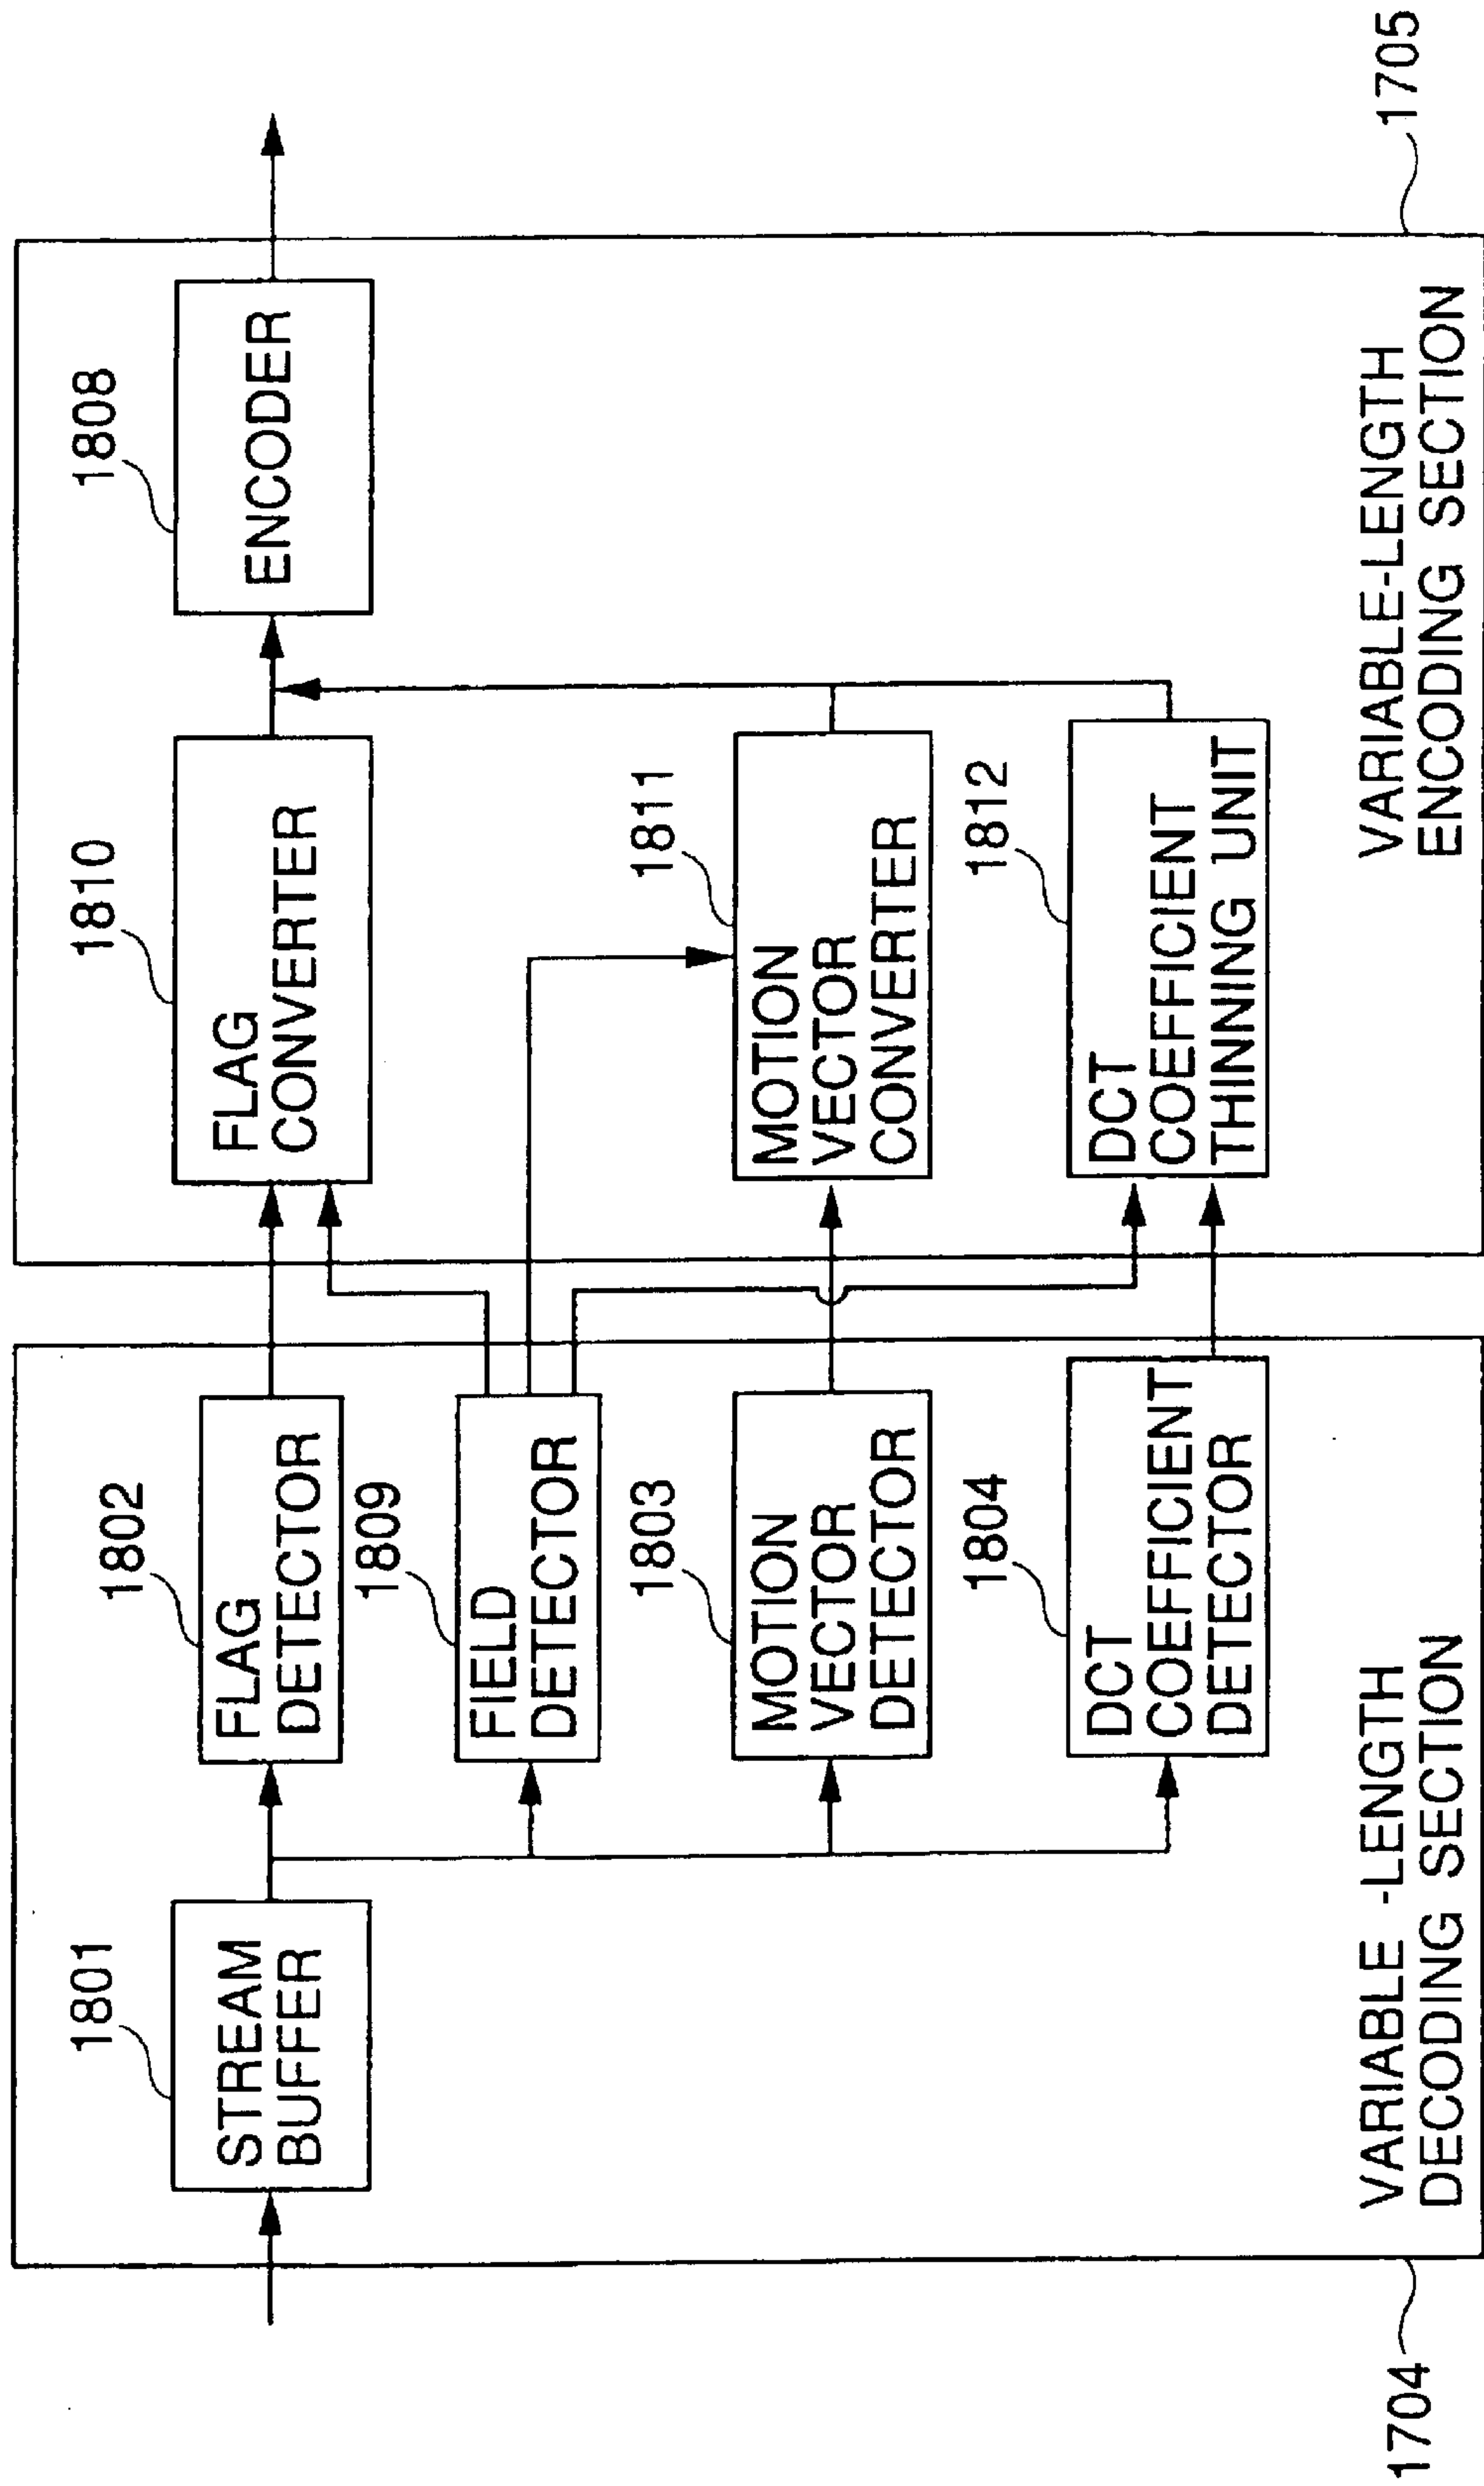 1801
STREAM
BUFFER
1802
FLAG
DETECTOR
1809
FIELD
DETECTOR
1803
MOTION
VECTOR
DETECTOR
1804
DCT
COEFFICIENT
DETECTOR
VARIABLE -LENGTH
DECODING SECTION
1704
1810
FLAG
CONVERTER
1808
ENCODER
1811
MOTION
VECTOR
CONVERTER
1812
DCT
COEFFICIENT
THINNING UNIT
VARIABLE-LENGTH
ENCODING SECTION
1705